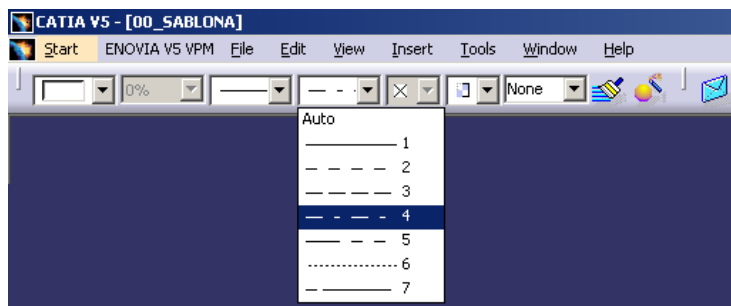 CATIA V5 - [00_SABLONA]
Start ENOVIA V5 VPM File Edit View Insert Tools Window Help
0% None
Auto
1
2
3
4
5
6
7